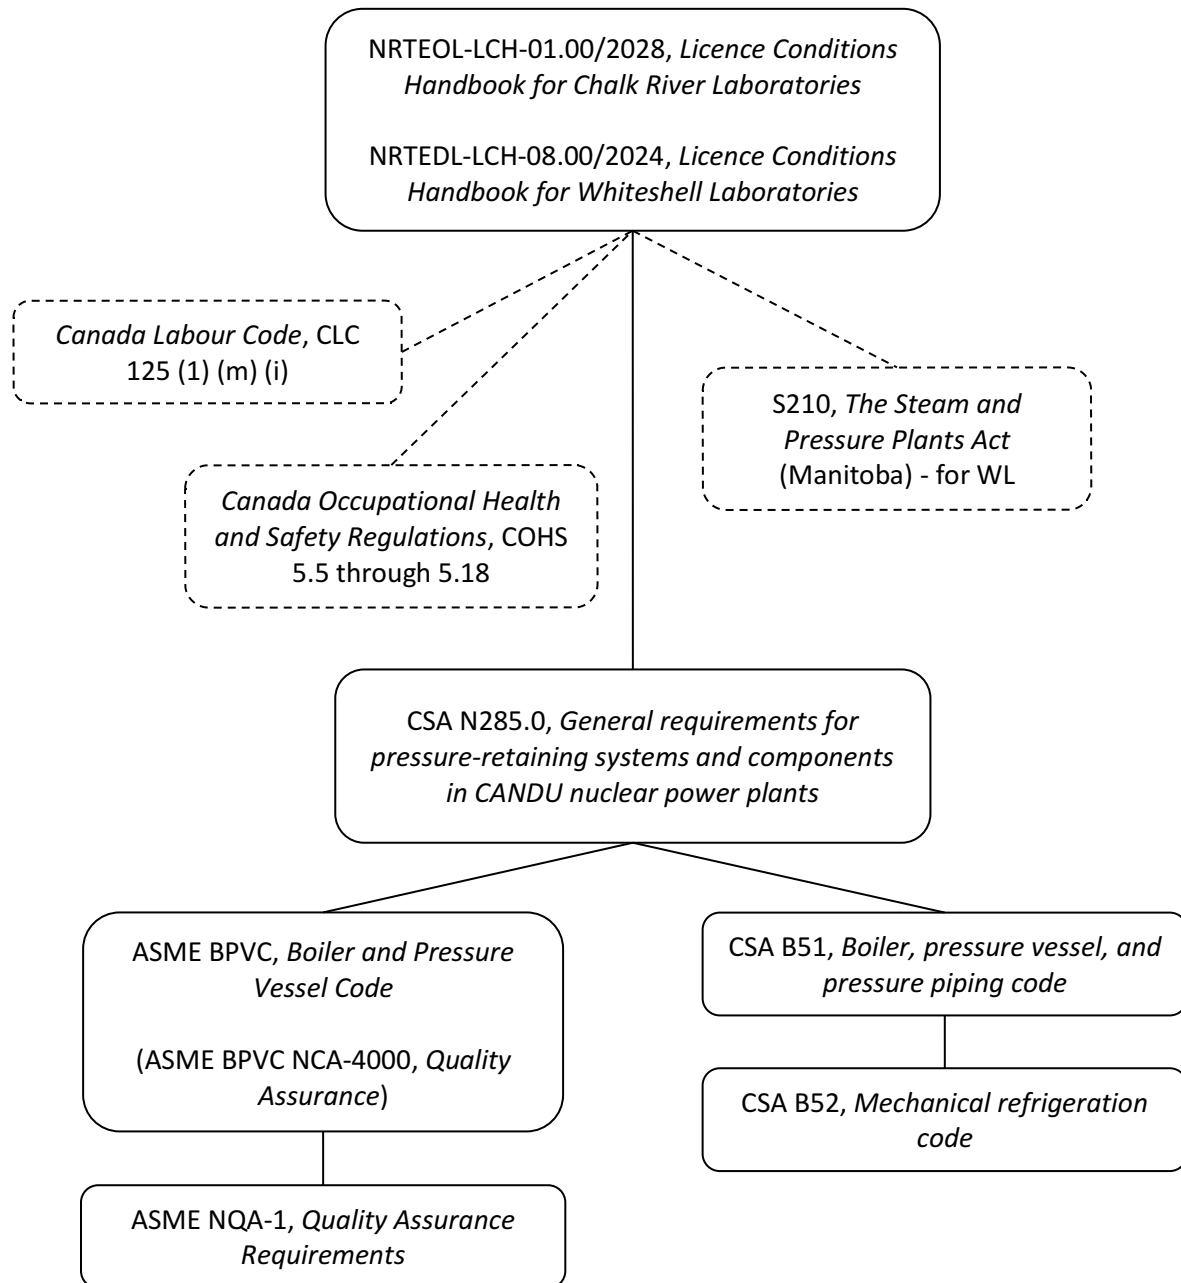 NRTEOL-LCH-01.00/2028, Licence Conditions
Handbook for Chalk River Laboratories
NRTEDL-LCH-08.00/2024, Licence Conditions
Handbook for Whiteshell Laboratories
Canada Labour Code, CLC
125 (1) (m) (i)
S210, The Steam and
Pressure Plants Act
(Manitoba) - for WL
Canada Occupational Health
and Safety Regulations, COHS
5.5 through 5.18
CSA N285.0, General requirements for
pressure-retaining systems and components
in CANDU nuclear power plants
ASME BPVC, Boiler and Pressure
Vessel Code
(ASME BPVC NCA-4000, Quality
Assurance)
CSA B51, Boiler, pressure vessel, and
pressure piping code
CSA B52, Mechanical refrigeration
code
ASME NQA-1, Quality Assurance
Requirements